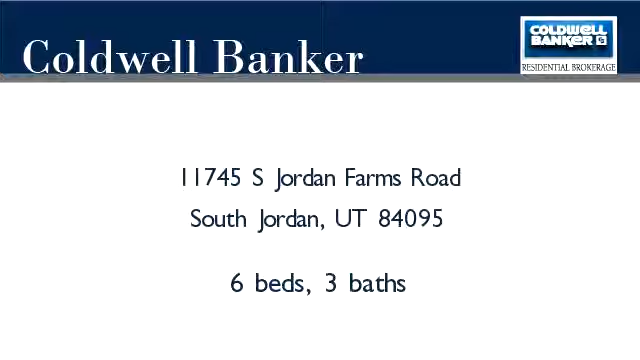 Coldwell Banker
COLDWELL
BANKER
RESIDENTIAL BROKERAGE
11745 S Jordan Farms Road
South Jordan, UT 84095
6 beds, 3 baths